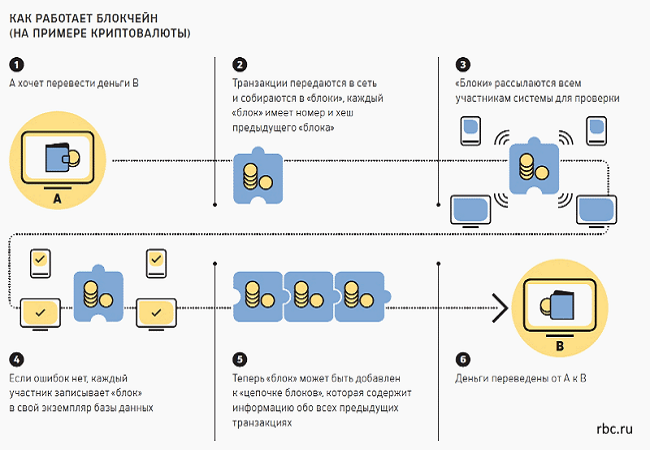 КАК РАБОТАЕТ БЛОКЧЕЙН
(НА ПРИМЕРЕ КРИПТОВАЛЮТЫ)
1
А хочет перевести деньги В
2
Транзакции передаются в сеть
и собираются в «блоки», каждый
«блок» имеет номер и хеш
предыдущего «блока»
3
«Блоки» рассылаются всем
участникам системы для проверки
А
В
4
Если ошибок нет, каждый
участник записывает «блок»
в свой экземпляр базы данных
5
Теперь «блок» может быть добавлен
к «цепочке блоков», которая содержит
информацию обо всех предыдущих
транзакциях
6
Деньги переведены от А к В
rbc.ru